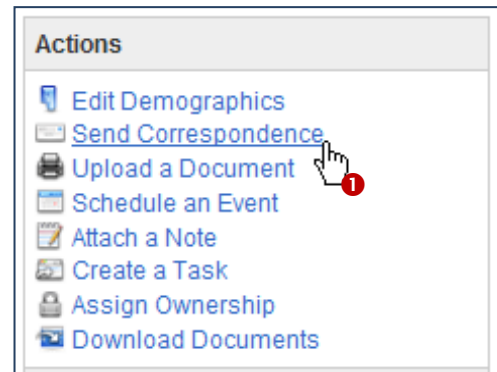 Actions
Edit Demographics
Send Correspondence
Upload a Document
1
Schedule an Event
Attach a Note
Create a Task
Assign Ownership
Download Documents